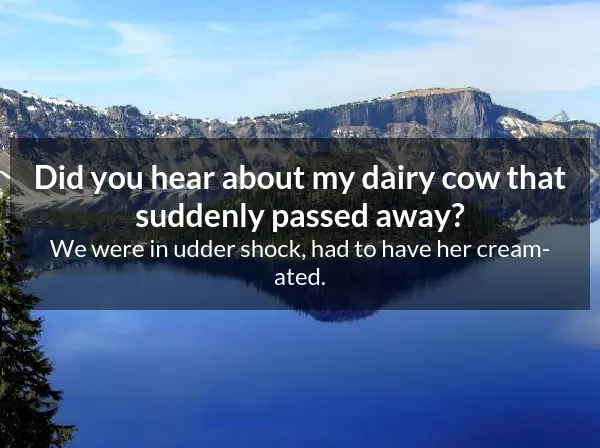 Did you hear about my dairy cow that
suddenly passed away?
We were in udder shock, had to have her cream-
ated.